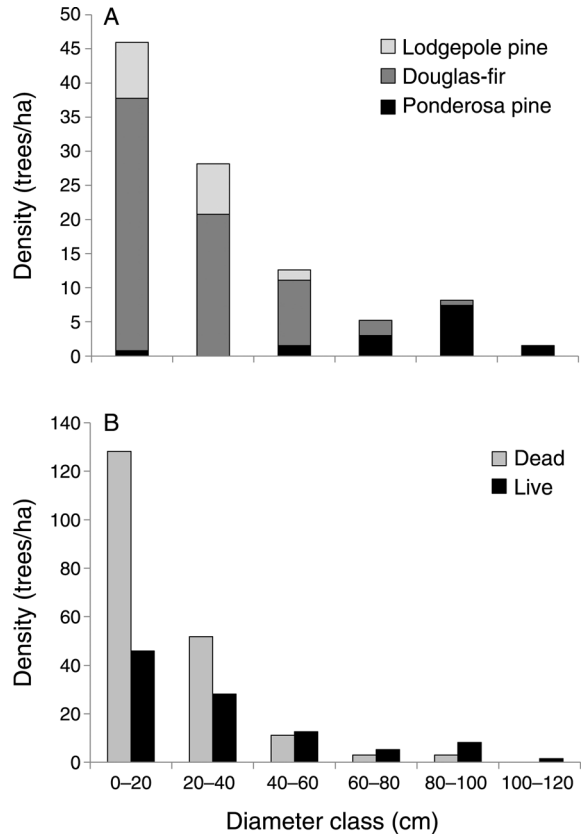 A
50
45
40
35
30
25
20
15
10
5
0
Density (trees/ha)
Lodgepole pine
Douglas-fir
Ponderosa pine
B
140
120
100
80
60
40
20
0
Density (trees/ha)
Dead
Live
0–20 20–40 40–60 60–80 80–100 100–120
Diameter class (cm)